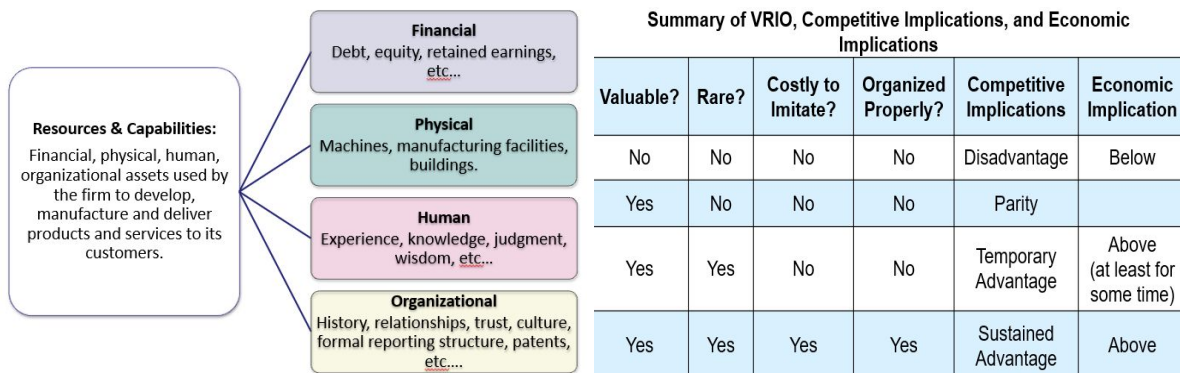 Resources & Capabilities:
Financial, physical, human,
organizational assets used by
the firm to develop,
manufacture and deliver
products and services to its
customers.
Financial
Debt, equity, retained earnings,
etc...
Physical
Machines, manufacturing facilities,
buildings.
Human
Experience, knowledge, judgment,
wisdom, etc...
Organizational
History, relationships, trust, culture,
formal reporting structure, patents,
etc....
Summary of VRIO, Competitive Implications, and Economic
Implications
Valuable? Rare? Costly to Imitate? Organized Properly? Competitive Implications Economic Implication
No No No No Disadvantage Below
Yes No No No Parity
Yes Yes No No Temporary Advantage Above (at least for some time)
Yes Yes Yes Yes Sustained Advantage Above